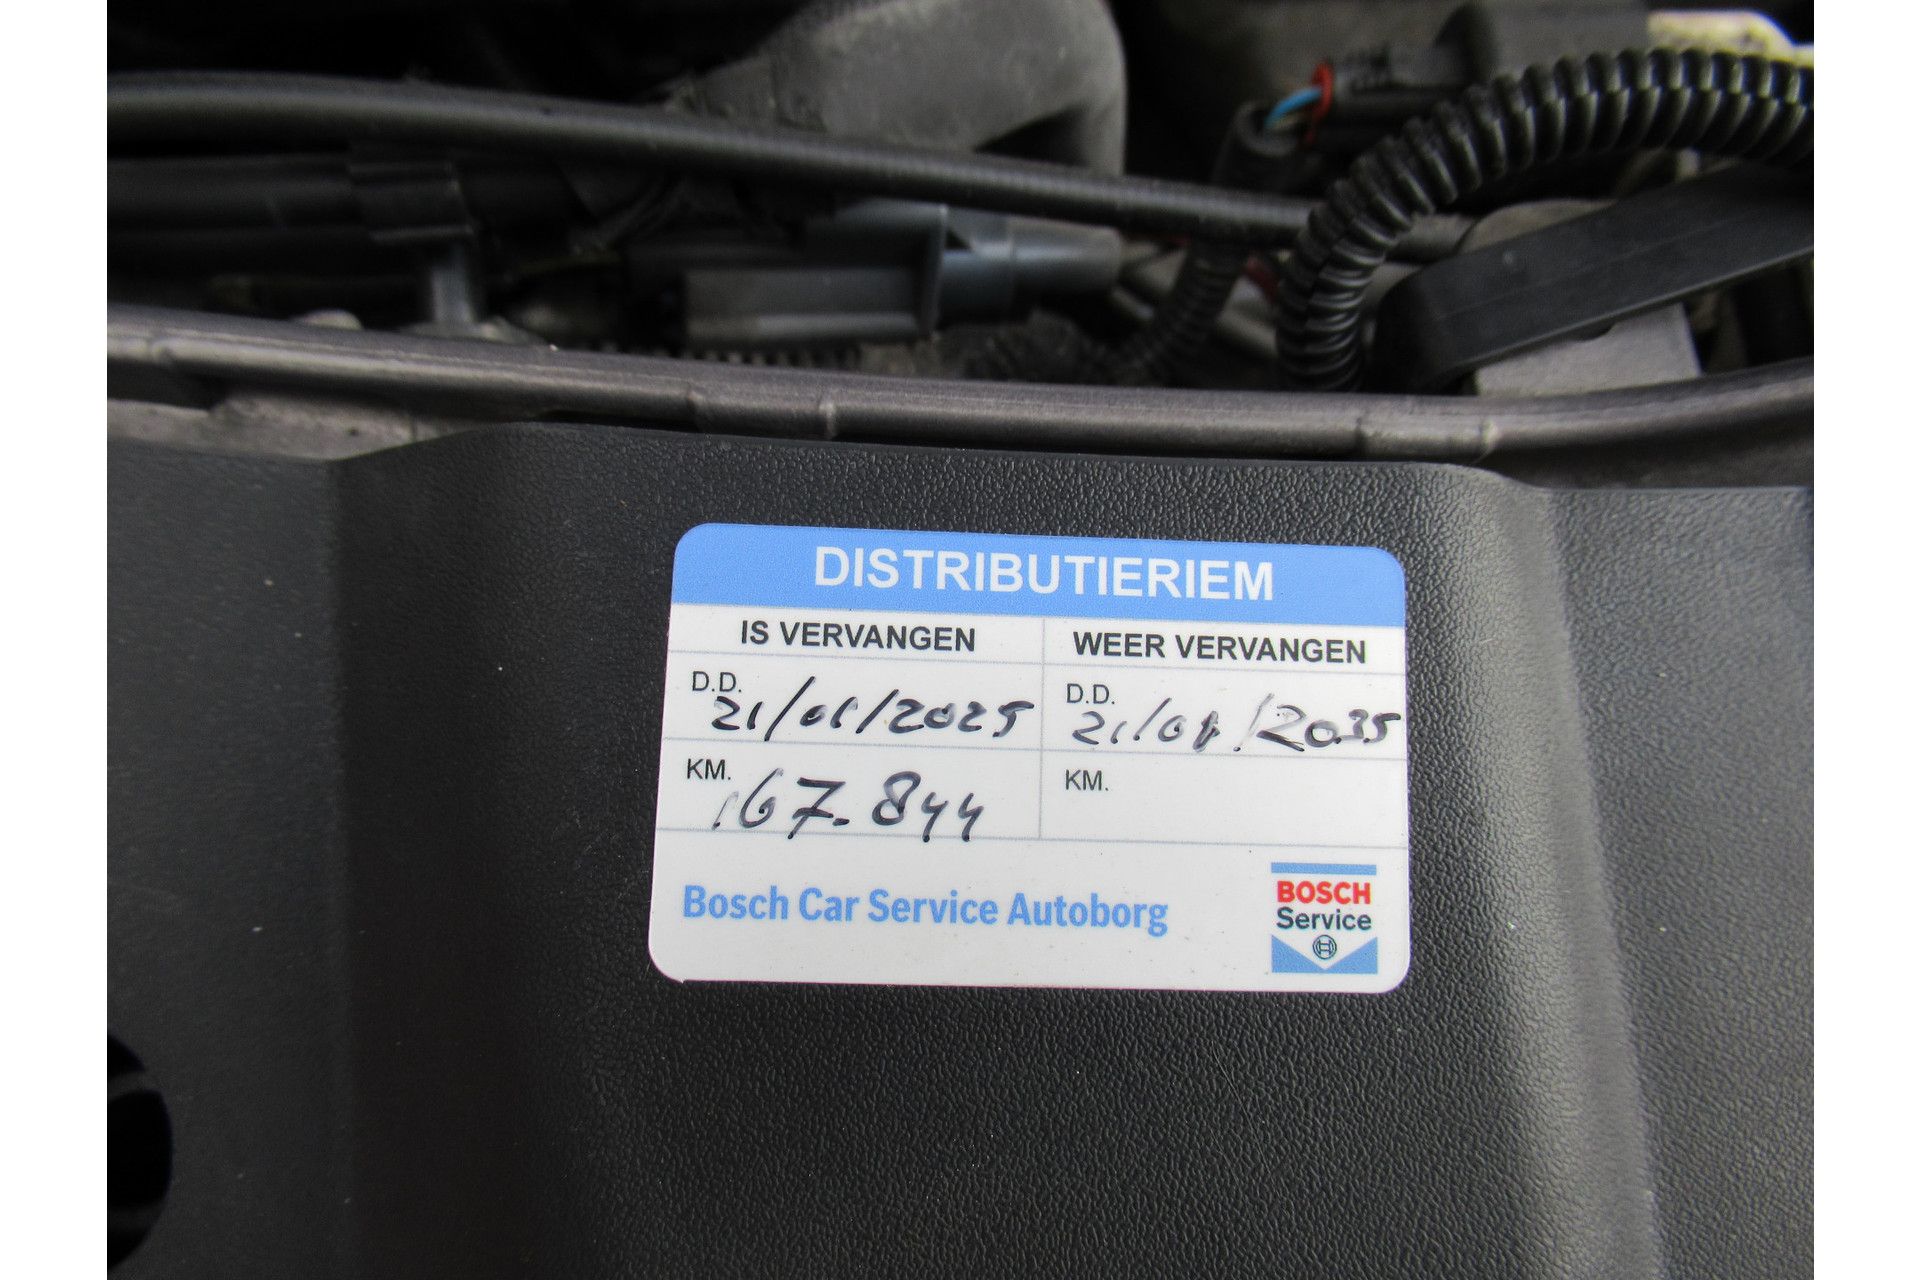 DISTRIBUTIERIEM
IS VERVANGEN WEER VERVANGEN
D.D. 21/01/2025 D.D. 21/01/2035
KM. 167.844 KM.
Bosch Car Service Autoborg
BOSCH
Service